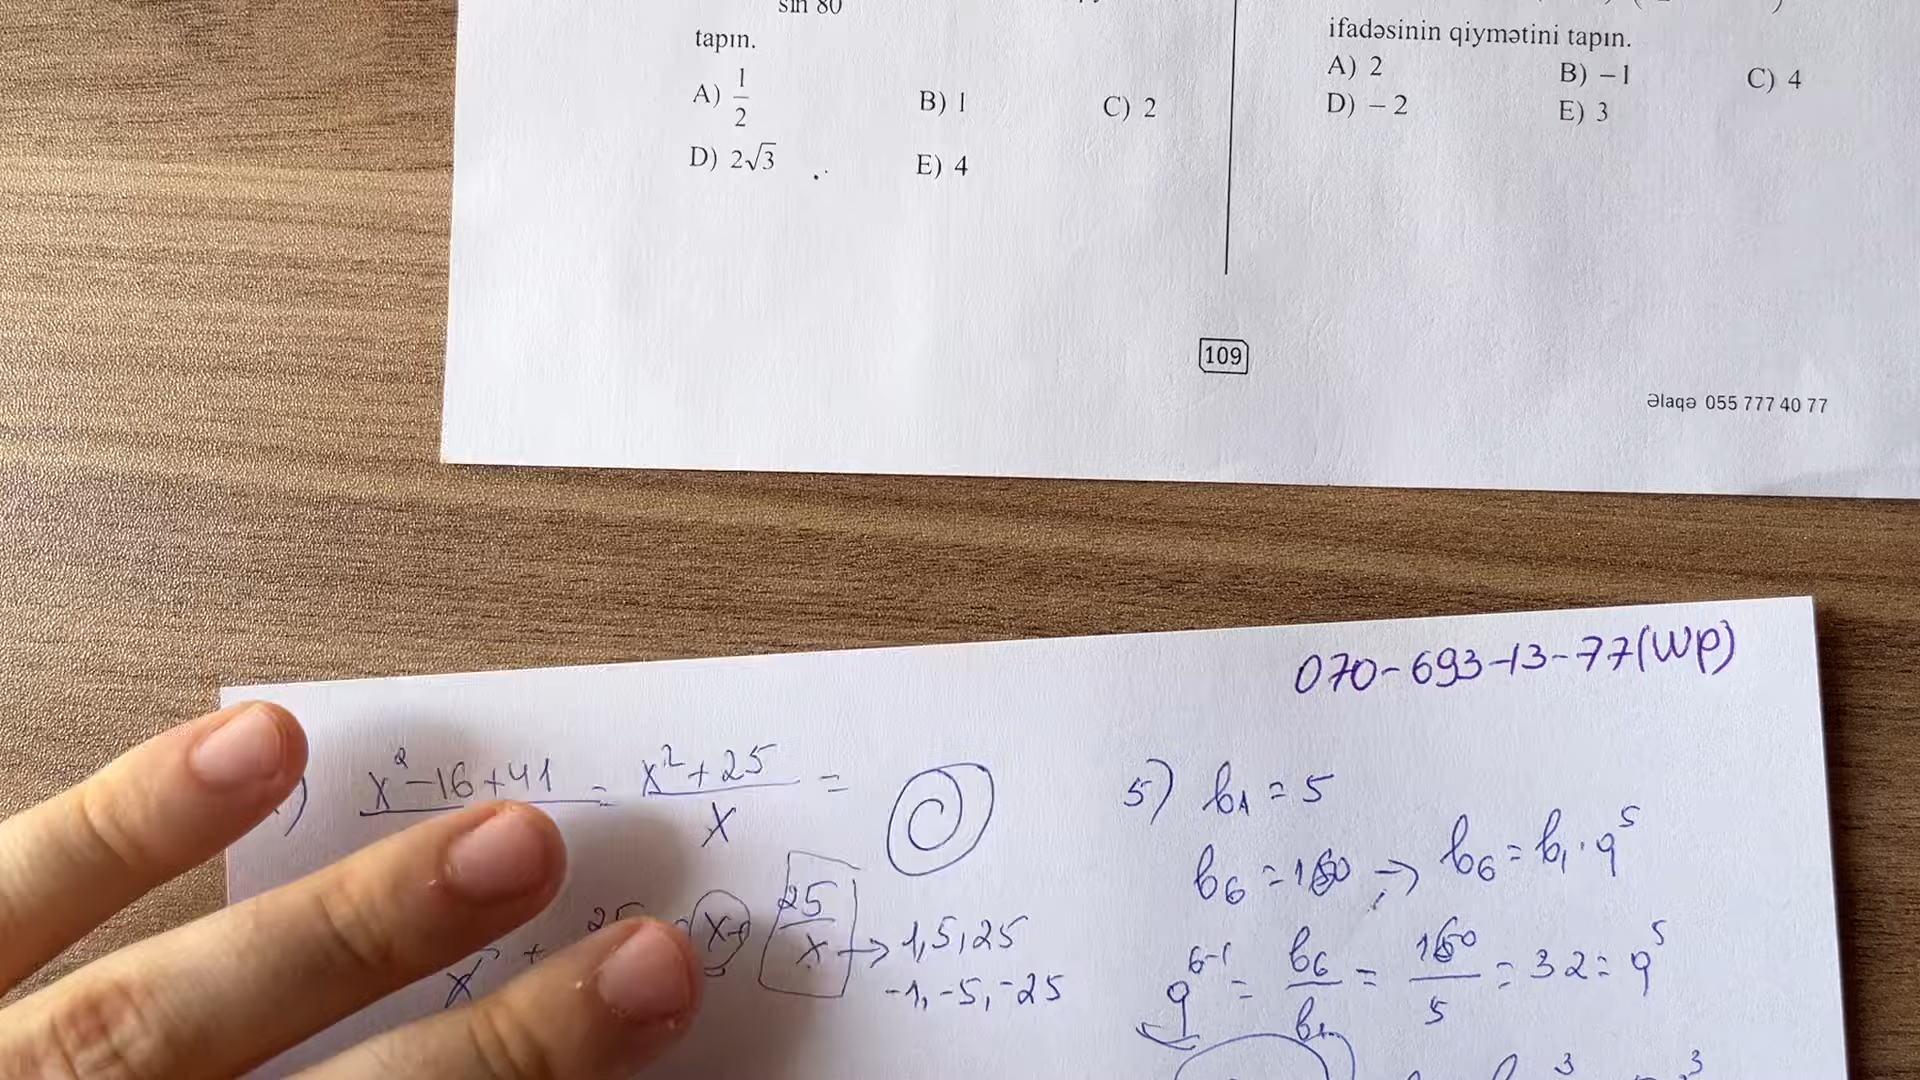 sin 80
tapın.
A) 1/2 B) 1 C) 2
D) 2√3 E) 4
ifadəsinin qiymətini tapın.
A) 2 B) −1 C) 4
D) −2 E) 3
109
Əlaqə 055 777 40 77
070-693-13-77(WP)
x²-16+41 = x²+25 / x =
25 / x → 1,5,25
-1,-5,-25
5) b₁ = 5
b₆ = 160 → b₆ = b₁·q⁵
q⁶⁻¹ = b₆/b₁ = 160/5 = 32 = q⁵